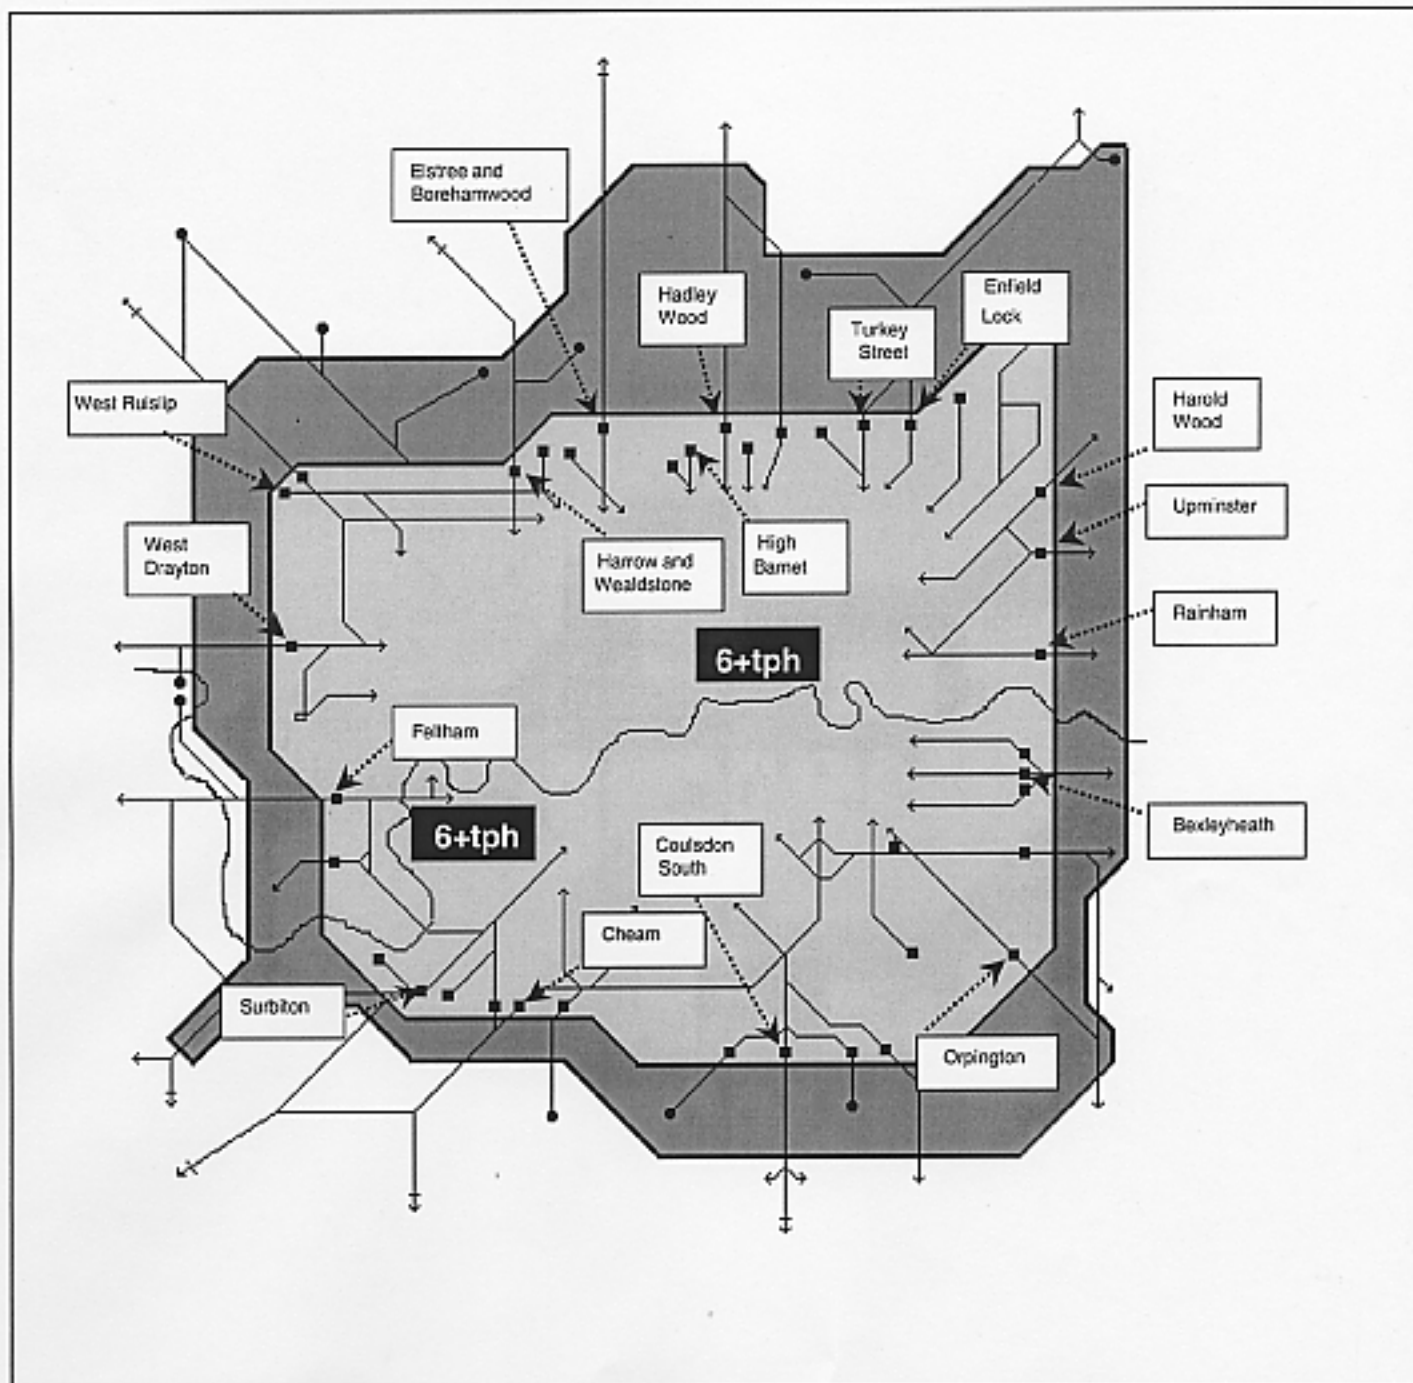 Elstree and
Borehamwood
Hadley
Wood
Enfield
Lock
Turkey
Street
West Ruislip
Harold
Wood
Upminster
West
Drayton
Harrow and
Wealdstone
High
Barnet
Rainham
6+tph
Feltham
6+tph
Bexleyheath
Coulsdon
South
Cheam
Surbiton
Orpington